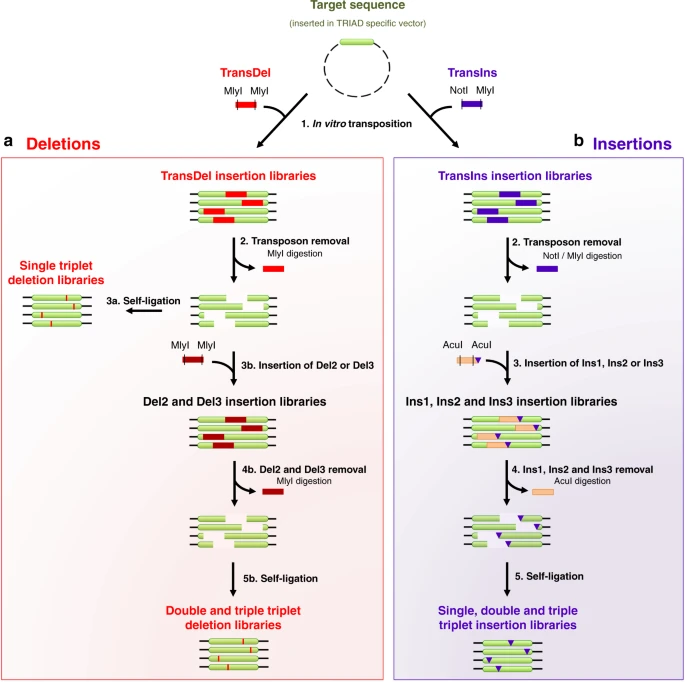 Target sequence
(inserted in TRIAD specific vector)
TransDel
MlyI MlyI
TransIns
NotI MlyI
1. In vitro transposition
a Deletions
TransDel insertion libraries
2. Transposon removal
MlyI digestion
Single triplet
deletion libraries
3a. Self-ligation
MlyI MlyI
3b. Insertion of Del2 or Del3
Del2 and Del3 insertion libraries
4b. Del2 and Del3 removal
MlyI digestion
5b. Self-ligation
Double and triple triplet
deletion libraries
b Insertions
TransIns insertion libraries
2. Transposon removal
NotI / MlyI digestion
AcuI AcuI
3. Insertion of Ins1, Ins2 or Ins3
Ins1, Ins2 and Ins3 insertion libraries
4. Ins1, Ins2 and Ins3 removal
AcuI digestion
5. Self-ligation
Single, double and triple
triplet insertion libraries